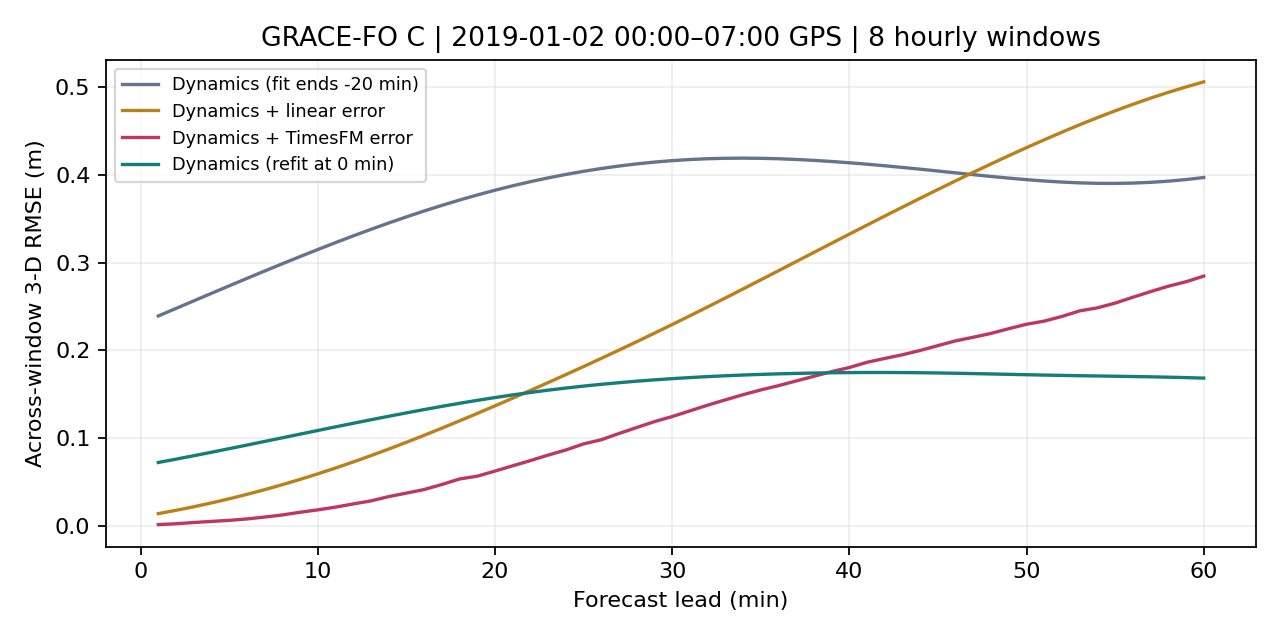 GRACE-FO C | 2019-01-02 00:00–07:00 GPS | 8 hourly windows
Dynamics (fit ends -20 min)
Dynamics + linear error
Dynamics + TimesFM error
Dynamics (refit at 0 min)
Across-window 3-D RMSE (m)
0.5
0.4
0.3
0.2
0.1
0.0
0 10 20 30 40 50 60
Forecast lead (min)